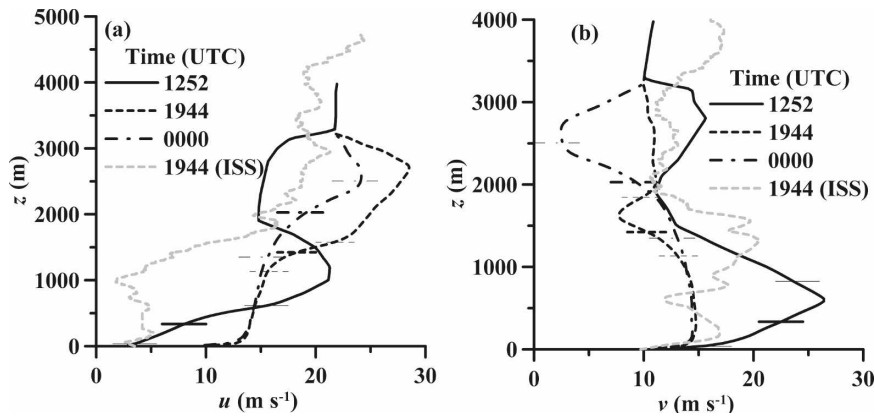 (a)
5000
4000
3000
2000
1000
0
z (m)
Time (UTC)
1252
1944
0000
1944 (ISS)
0 10 20 30
u (m s-1)
(b)
4000
3000
2000
1000
0
z (m)
Time (UTC)
1252
1944
0000
1944 (ISS)
0 10 20 30
v (m s-1)